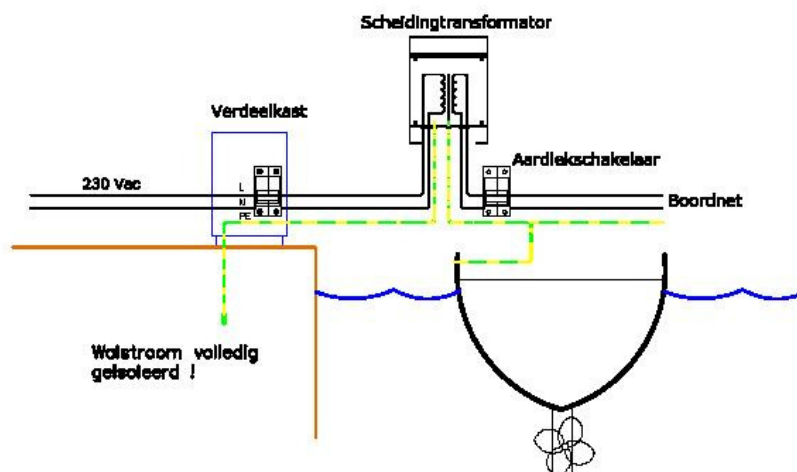 Scheidingtransformator
Verdeelkast
Aardlekschakelaar
230 Vac
L
N
PE
Boordnet
Walstroom volledig
geïsoleerd !